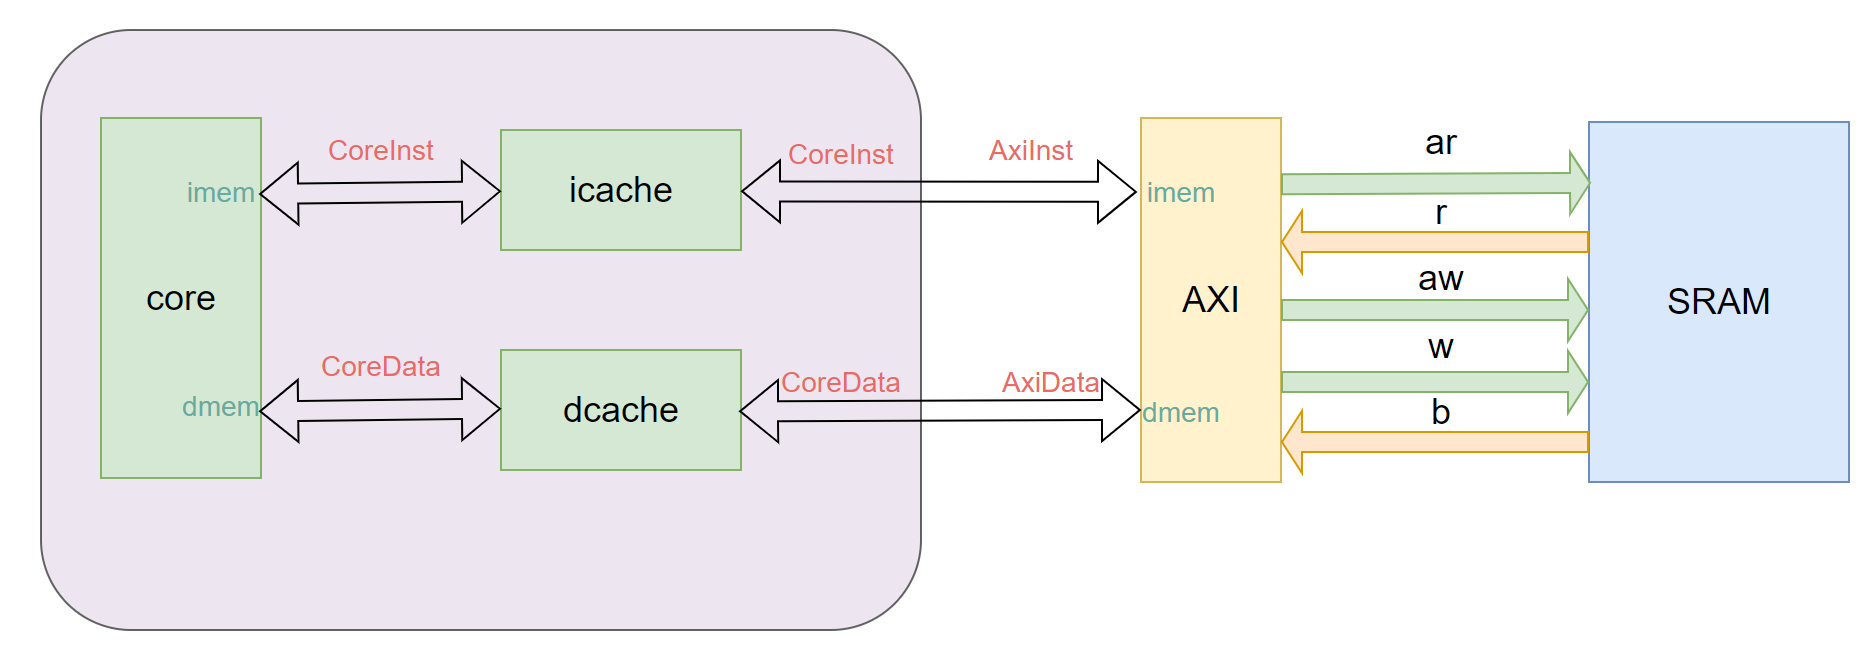 CoreInst
imem
icache
CoreInst
AxiInst
imem
core
CoreData
dmem
dcache
CoreData
AxiData
dmem
AXI
ar
r
aw
w
b
SRAM